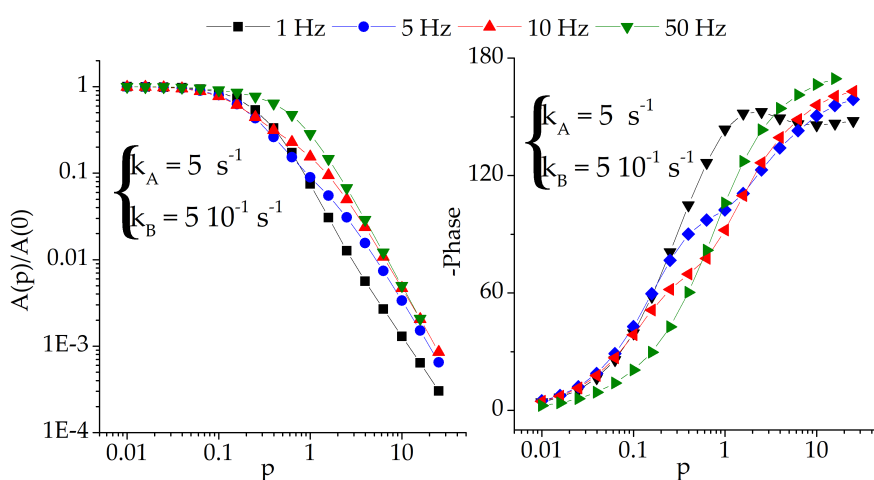 1 Hz 5 Hz 10 Hz 50 Hz
1
0.1
0.01
1E-3
1E-4
A(p)/A(0)
k_A = 5 s^-1
k_B = 5 10^-1 s^-1
0.01 0.1 1 10
p
180
120
60
0
-Phase
k_A = 5 s^-1
k_B = 5 10^-1 s^-1
0.01 0.1 1 10
p